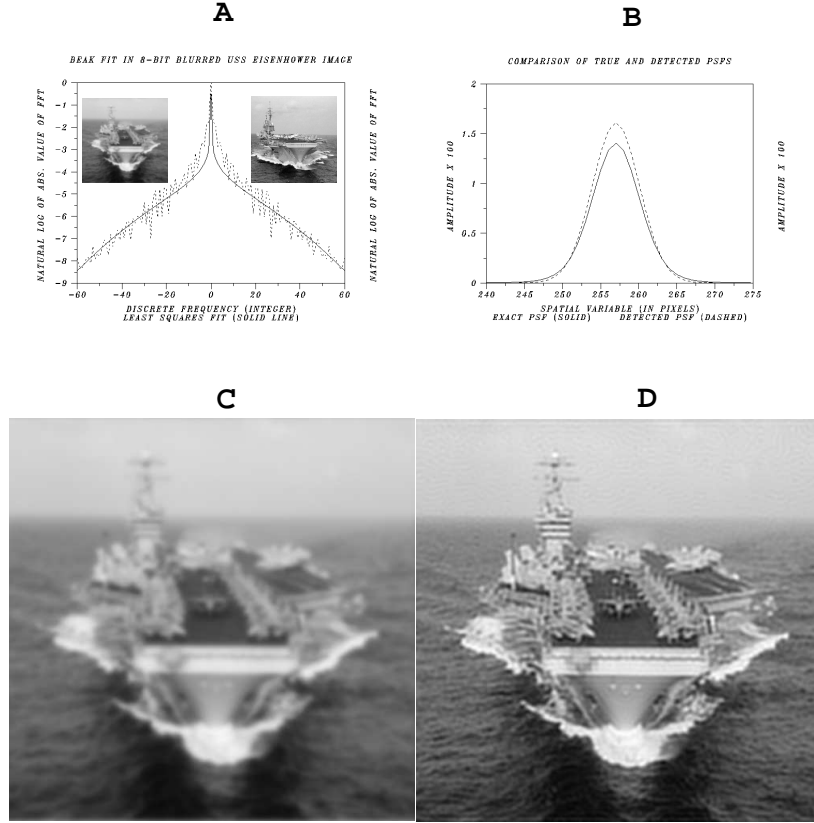 A
B
BEAK FIT IN 8-BIT BLURRED USS EISENHOWER IMAGE
NATURAL LOG OF ABS. VALUE OF FFT
0
-1
-2
-3
-4
-5
-6
-7
-8
-9
-60
-40
-20
0
20
40
60
NATURAL LOG OF ABS. VALUE OF FFT
DISCRETE FREQUENCY (INTEGER)
LEAST SQUARES FIT (SOLID LINE)
COMPARISON OF TRUE AND DETECTED PSFS
AMPLITUDE X 100
2
1.5
1
0.5
0
240
245
250
255
260
265
270
275
AMPLITUDE X 100
SPATIAL VARIABLE (IN PIXELS)
EXACT PSF (SOLID) DETECTED PSF (DASHED)
C
D